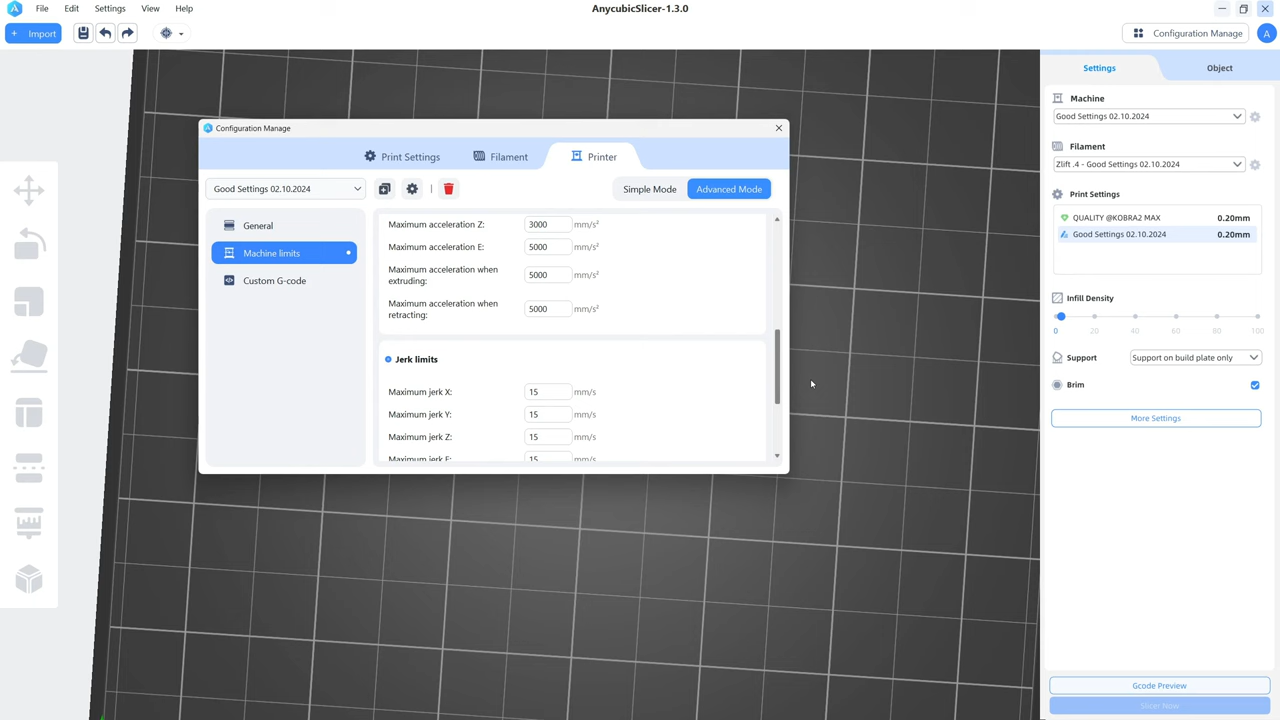 File Edit Settings View Help
AnycubicSlicer-1.3.0
+ Import
Configuration Manage
A
Settings Object
Machine
Good Settings 02.10.2024
Filament
Zlift .4 - Good Settings 02.10.2024
Print Settings
QUALITY @KOBRA2 MAX 0.20mm
Good Settings 02.10.2024 0.20mm
Infill Density
0 20 40 60 80 100
Support Support on build plate only
Brim
More Settings
Gcode Preview
Slicer Now
Configuration Manage
Print Settings Filament Printer
Good Settings 02.10.2024
Simple Mode Advanced Mode
General
Machine limits
Custom G-code
Maximum acceleration Z: 3000 mm/s²
Maximum acceleration E: 5000 mm/s²
Maximum acceleration when
extruding: 5000 mm/s²
Maximum acceleration when
retracting: 5000 mm/s²
Jerk limits
Maximum jerk X: 15 mm/s
Maximum jerk Y: 15 mm/s
Maximum jerk Z: 15 mm/s
Maximum jerk E: 15 mm/s